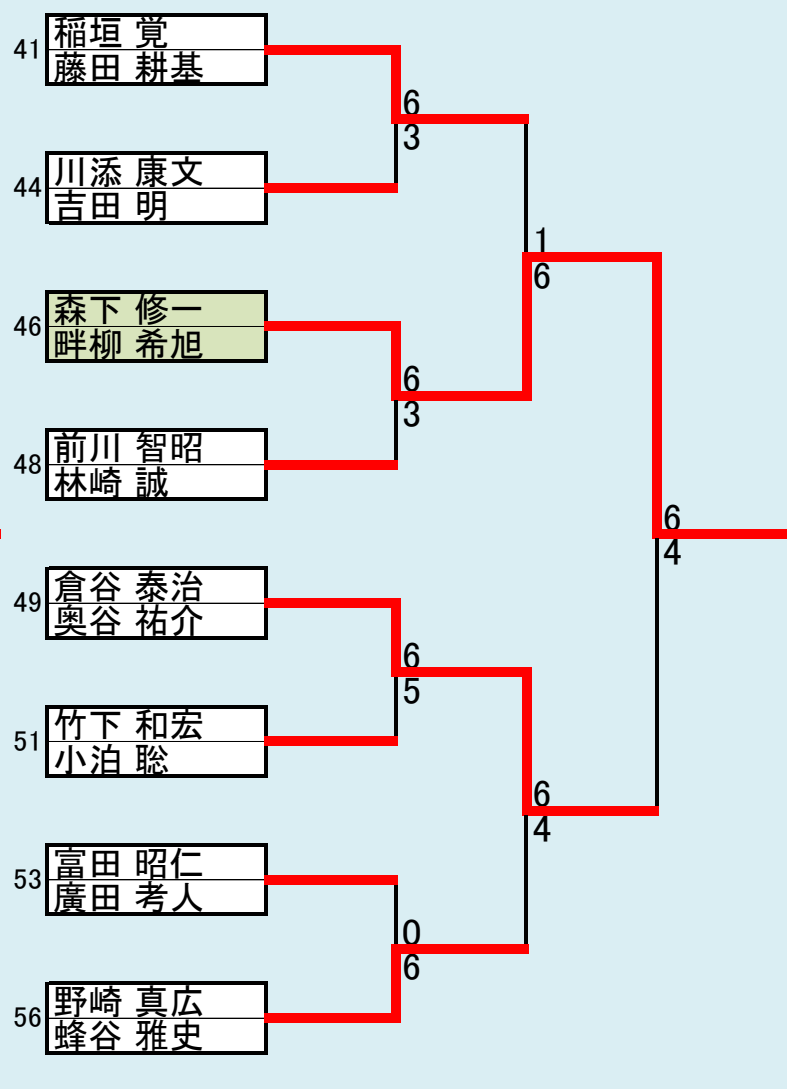 41
稲垣 覚
藤田 耕基
6
3
44
川添 康文
吉田 明
1
6
46
森下 修一
畔柳 希旭
6
3
48
前川 智昭
林崎 誠
6
4
49
倉谷 泰治
奥谷 祐介
6
5
51
竹下 和宏
小泊 聡
6
4
53
富田 昭仁
廣田 考人
0
6
56
野崎 真広
蜂谷 雅史